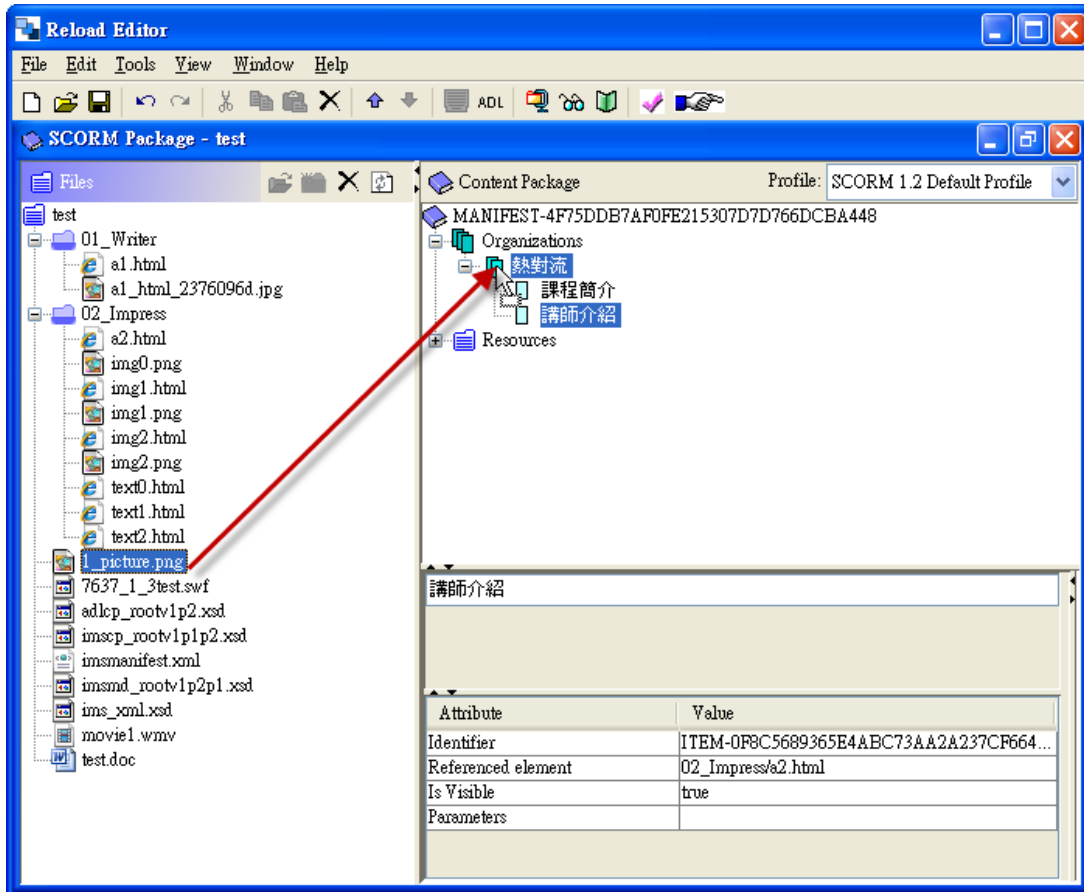 Reload Editor
File Edit Tools View Window Help
ADL
SCORM Package - test
Files
Content Package Profile: SCORM 1.2 Default Profile
test
01_Writer
a1.html
a1_html_2376096d.jpg
02_Impress
a2.html
img0.png
img1.html
img1.png
img2.html
img2.png
text0.html
text1.html
text2.html
1_picture.png
7637_1_3test.swf
adlcp_rootv1p2.xsd
imscp_rootv1p1p2.xsd
imsmanifest.xml
imsmd_rootv1p2p1.xsd
ims_xml.xsd
movie1.wmv
test.doc
MANIFEST-4F75DDB7AF0FE215307D7D766DCBA448
Organizations
熱對流
課程簡介
講師介紹
Resources
講師介紹
Attribute Value
Identifier ITEM-0F8C5689365E4ABC73AA2A237CF664...
Referenced element 02_Impress/a2.html
Is Visible true
Parameters